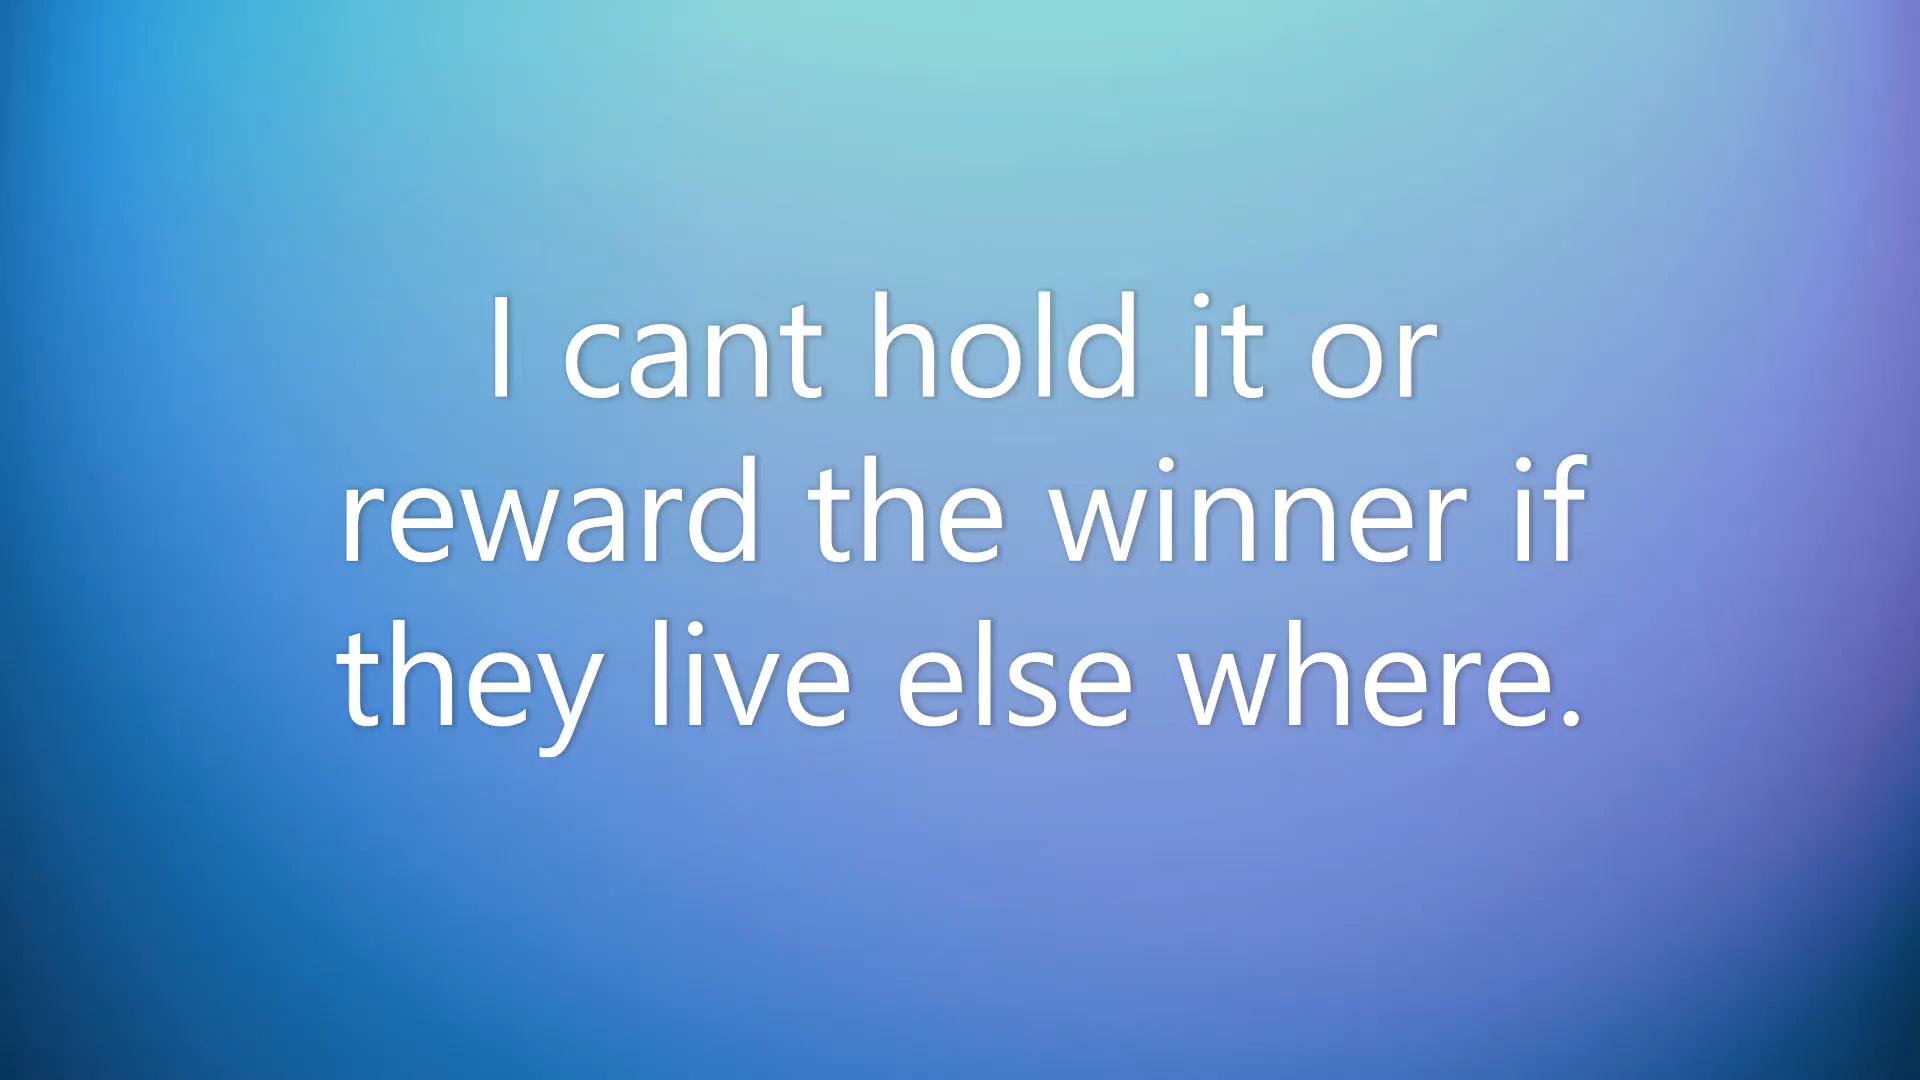 I cant hold it or
reward the winner if
they live else where.